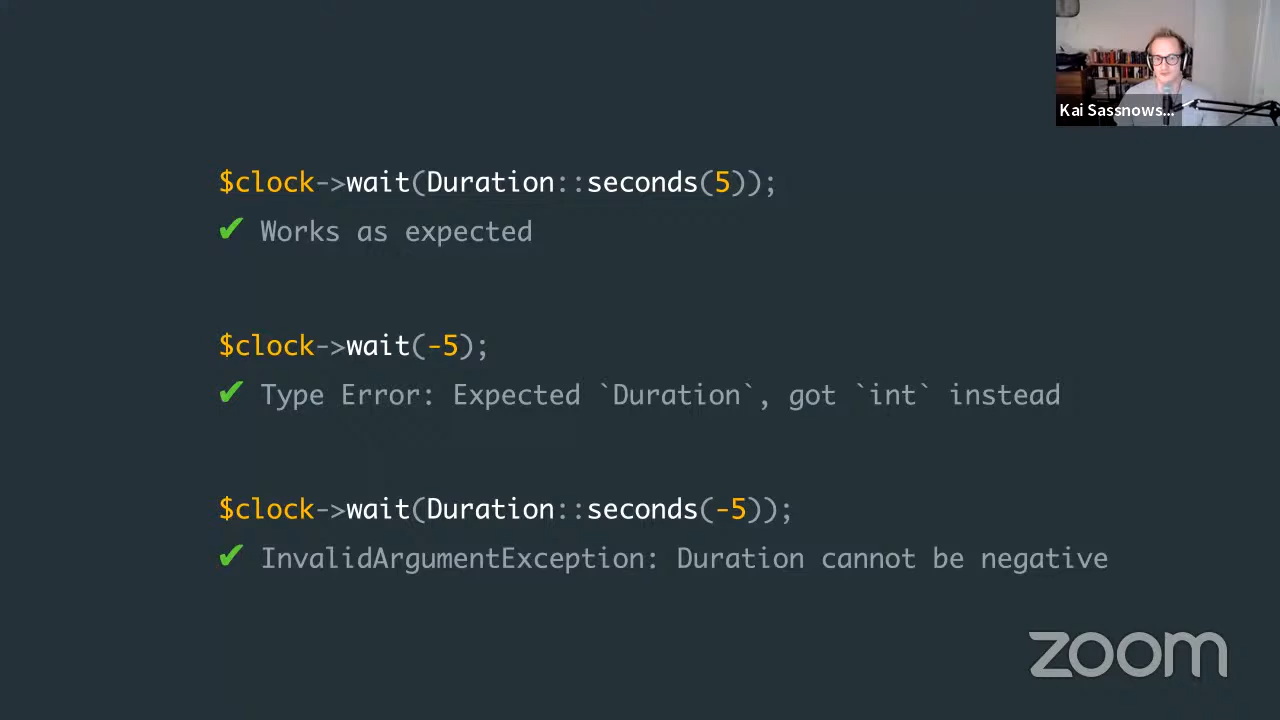 Kai Sassnows...
$clock->wait(Duration::seconds(5));
✔ Works as expected
$clock->wait(-5);
✔ Type Error: Expected `Duration`, got `int` instead
$clock->wait(Duration::seconds(-5));
✔ InvalidArgumentException: Duration cannot be negative
zoom